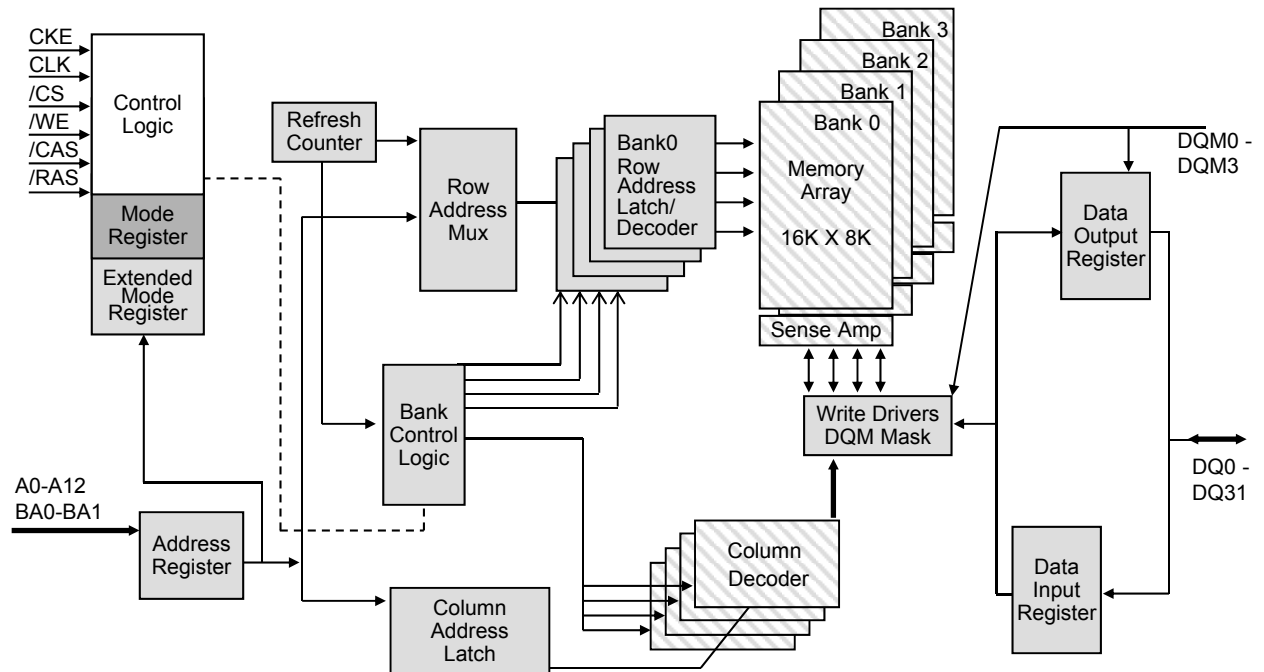 CKE
CLK
/CS
/WE
/CAS
/RAS
Control
Logic
Mode
Register
Extended
Mode
Register
Refresh
Counter
Row
Address
Mux
Bank0
Row
Address
Latch/
Decoder
Bank 3
Bank 2
Bank 1
Bank 0
Memory
Array
16K X 8K
Sense Amp
DQM0 -
DQM3
Data
Output
Register
Bank
Control
Logic
Write Drivers
DQM Mask
DQ0 -
DQ31
A0-A12
BA0-BA1
Address
Register
Column
Decoder
Data
Input
Register
Column
Address
Latch